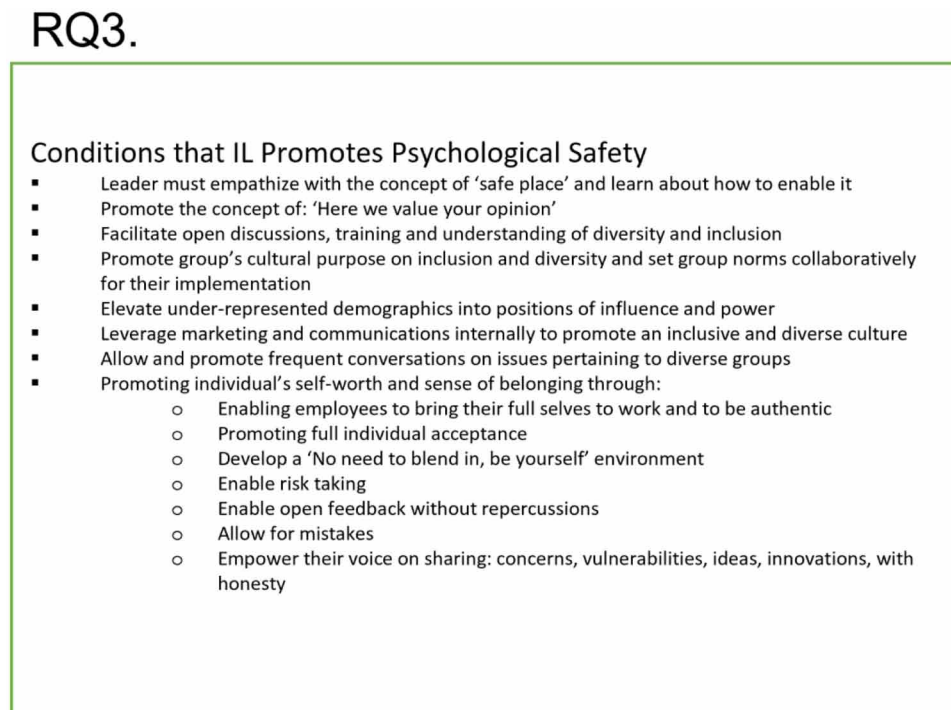 RQ3.
Conditions that IL Promotes Psychological Safety
▪ Leader must empathize with the concept of ‘safe place’ and learn about how to enable it
▪ Promote the concept of: ‘Here we value your opinion’
▪ Facilitate open discussions, training and understanding of diversity and inclusion
▪ Promote group’s cultural purpose on inclusion and diversity and set group norms collaboratively
for their implementation
▪ Elevate under-represented demographics into positions of influence and power
▪ Leverage marketing and communications internally to promote an inclusive and diverse culture
▪ Allow and promote frequent conversations on issues pertaining to diverse groups
▪ Promoting individual’s self-worth and sense of belonging through:
o Enabling employees to bring their full selves to work and to be authentic
o Promoting full individual acceptance
o Develop a ‘No need to blend in, be yourself’ environment
o Enable risk taking
o Enable open feedback without repercussions
o Allow for mistakes
o Empower their voice on sharing: concerns, vulnerabilities, ideas, innovations, with
honesty